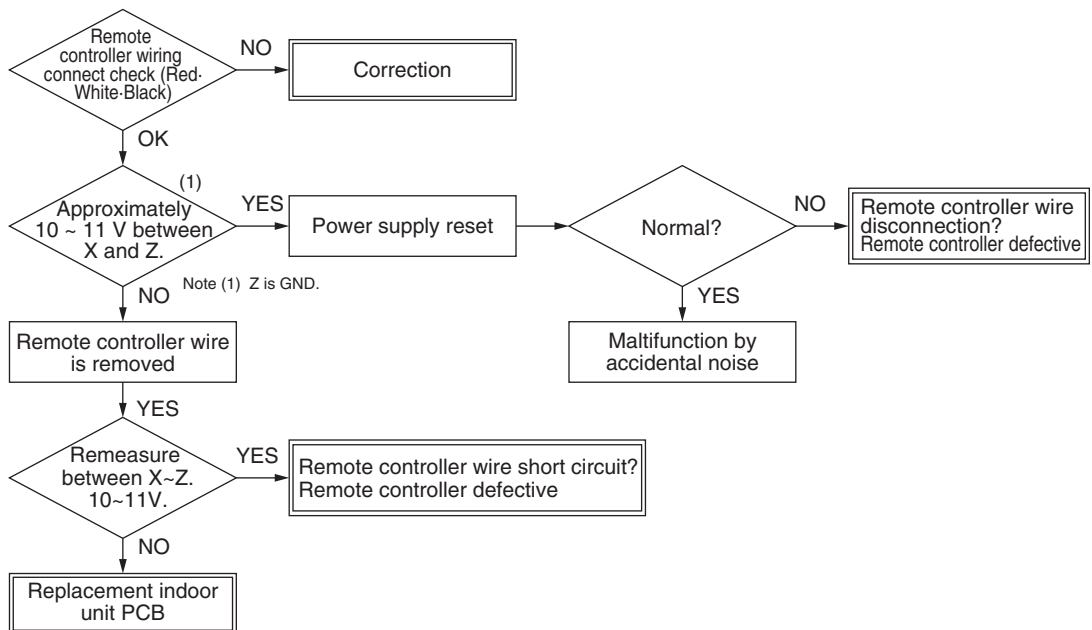 Remote
controller wiring
connect check (Red·
White·Black)
NO
Correction
OK
(1)
Approximately
10 ~ 11 V between
X and Z.
YES
Power supply reset
Normal?
NO
Remote controller wire
disconnection?
Remote controller defective
NO
Note (1) Z is GND.
YES
Remote controller wire
is removed
Maltifunction by
accidental noise
YES
Remeasure
between X~Z.
10~11V.
YES
Remote controller wire short circuit?
Remote controller defective
NO
Replacement indoor
unit PCB